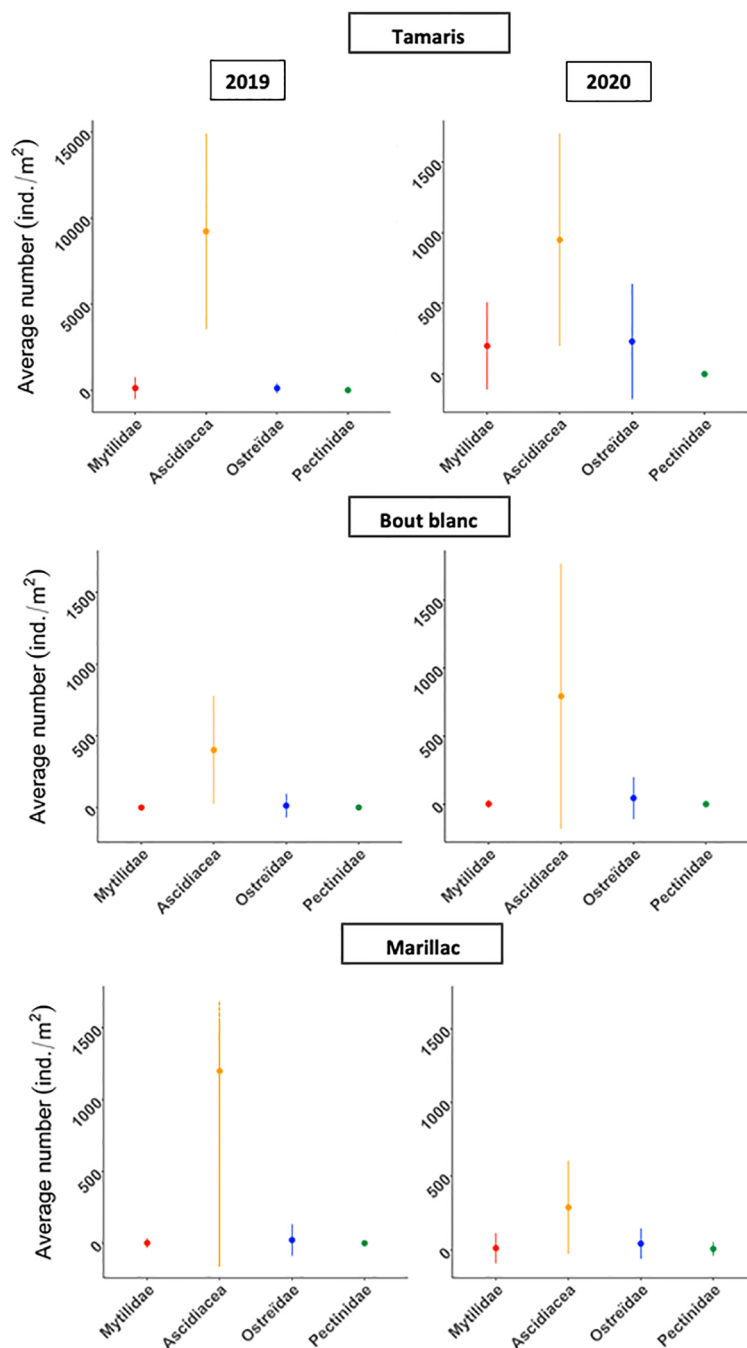 Tamaris
2019
2020
Average number (ind./m²)
15000
10000
5000
0
Mytilidae
Ascidiacea
Ostreïdae
Pectinidae
1500
1000
500
0
Mytilidae
Ascidiacea
Ostreïdae
Pectinidae
Bout blanc
Average number (ind./m²)
1500
1000
500
0
Mytilidae
Ascidiacea
Ostreïdae
Pectinidae
1500
1000
500
0
Mytilidae
Ascidiacea
Ostreïdae
Pectinidae
Marillac
Average number (ind./m²)
1500
1000
500
0
Mytilidae
Ascidiacea
Ostreïdae
Pectinidae
1500
1000
500
0
Mytilidae
Ascidiacea
Ostreïdae
Pectinidae